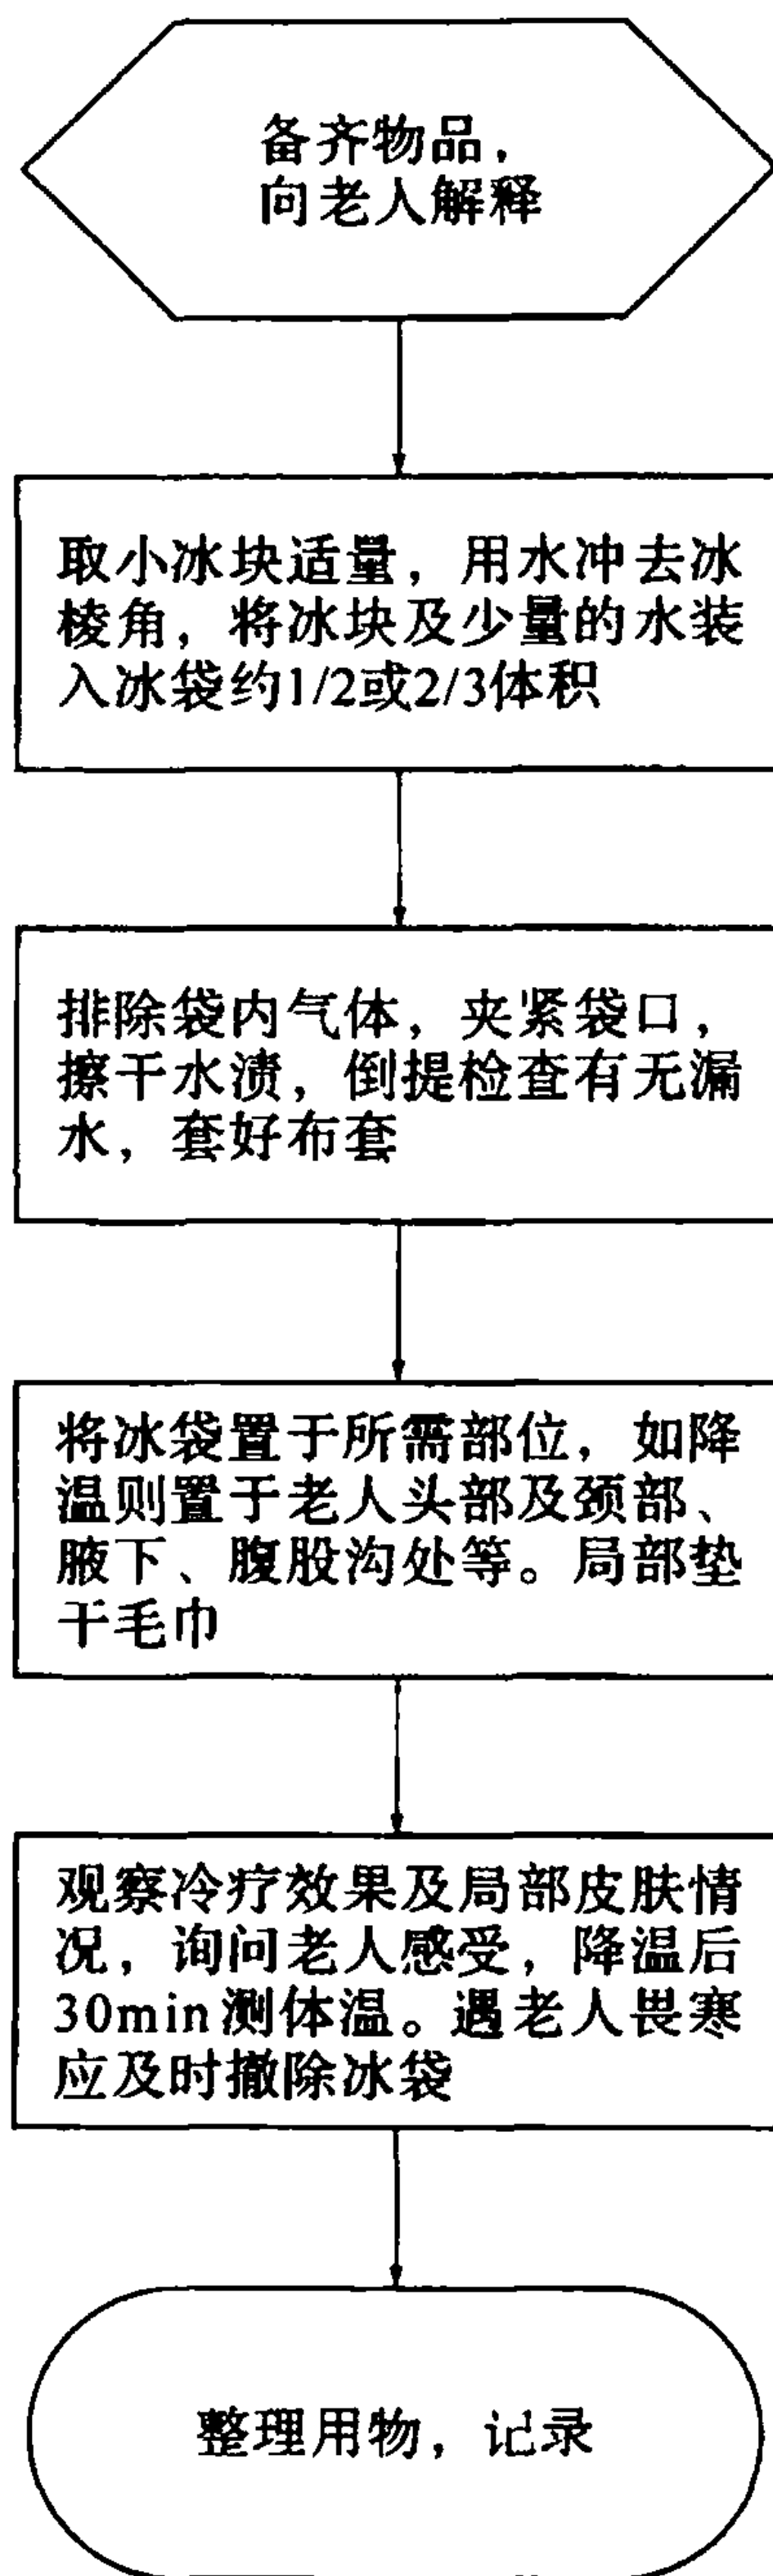 备齐物品，
向老人解释
取小冰块适量，用水冲去冰
棱角，将冰块及少量的水装
入冰袋约1/2或2/3体积
排除袋内气体，夹紧袋口，
擦干水渍，倒提检查有无漏
水，套好布套
将冰袋置于所需部位，如降
温则置于老人头部及颈部、
腋下、腹股沟处等。局部垫
干毛巾
观察冷疗效果及局部皮肤情
况，询问老人感受，降温后
30min测体温。遇老人畏寒
应及时撤除冰袋
整理用物，记录